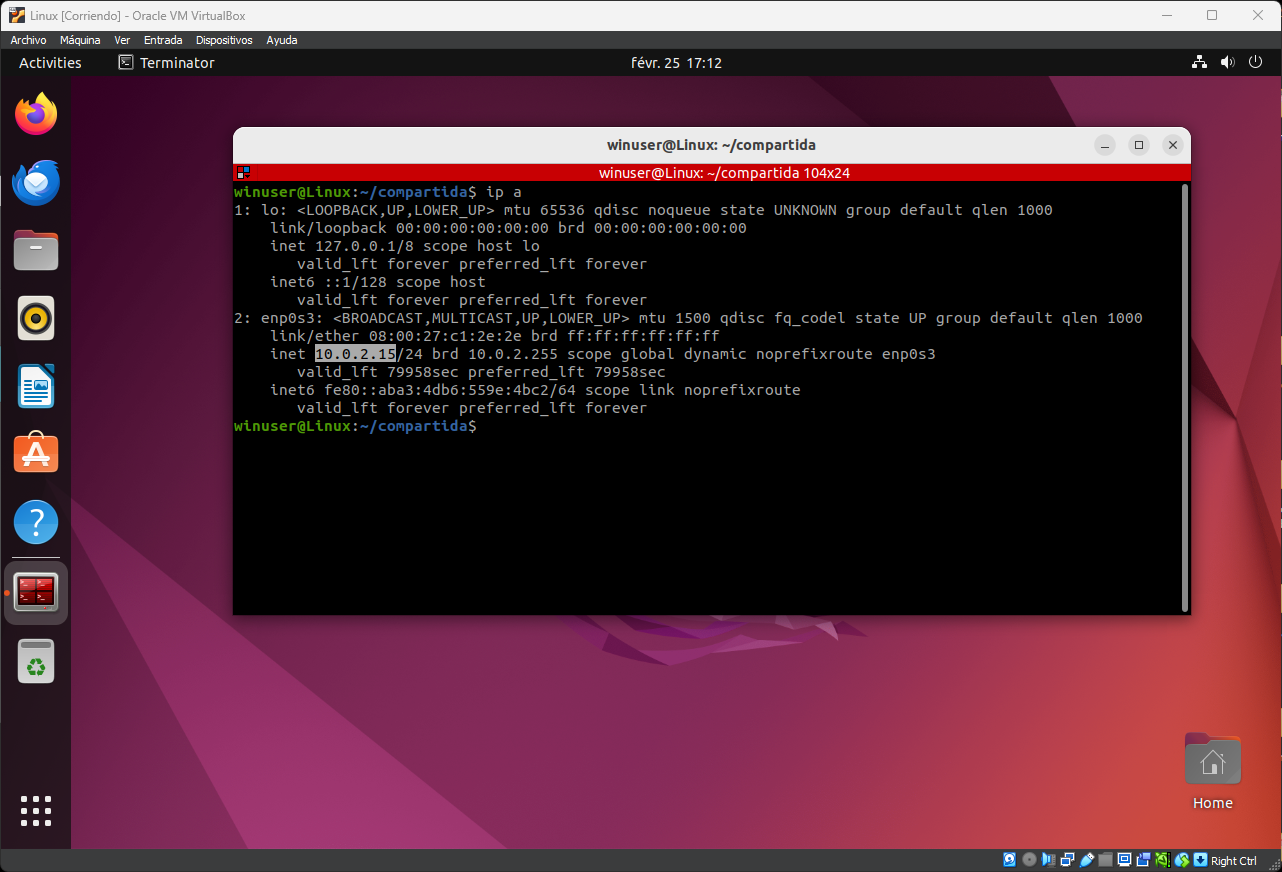 Linux [Corriendo] - Oracle VM VirtualBox
Archivo Máquina Ver Entrada Dispositivos Ayuda
Activities Terminator févr. 25 17:12
winuser@Linux: ~/compartida
winuser@Linux: ~/compartida 104x24
winuser@Linux:~/compartida$ ip a
1: lo: <LOOPBACK,UP,LOWER_UP> mtu 65536 qdisc noqueue state UNKNOWN group default qlen 1000
    link/loopback 00:00:00:00:00:00 brd 00:00:00:00:00:00
    inet 127.0.0.1/8 scope host lo
       valid_lft forever preferred_lft forever
    inet6 ::1/128 scope host
       valid_lft forever preferred_lft forever
2: enp0s3: <BROADCAST,MULTICAST,UP,LOWER_UP> mtu 1500 qdisc fq_codel state UP group default qlen 1000
    link/ether 08:00:27:c1:2e:2e brd ff:ff:ff:ff:ff:ff
    inet 10.0.2.15/24 brd 10.0.2.255 scope global dynamic noprefixroute enp0s3
       valid_lft 79958sec preferred_lft 79958sec
    inet6 fe80::aba3:4db6:559e:4bc2/64 scope link noprefixroute
       valid_lft forever preferred_lft forever
winuser@Linux:~/compartida$
Home
Right Ctrl